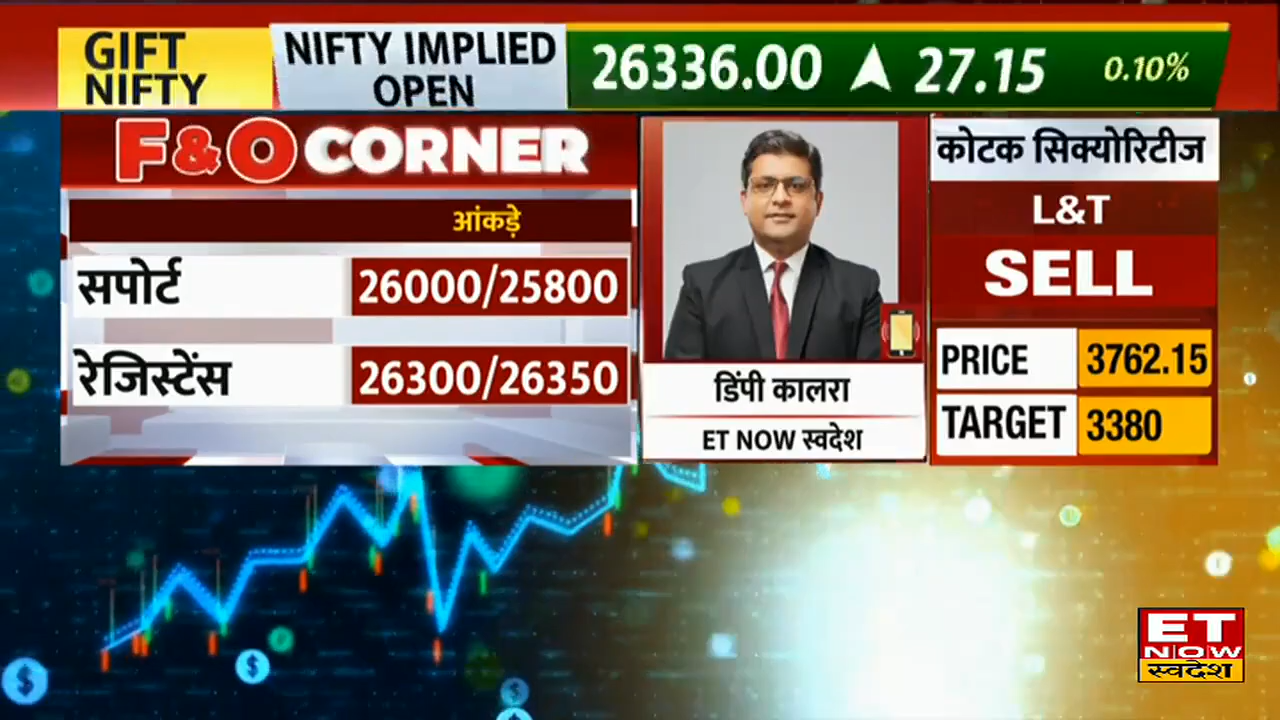 GIFT
NIFTY
NIFTY IMPLIED
OPEN
26336.00 27.15 0.10%
F&O CORNER
आंकड़े
सपोर्ट 26000/25800
रेजिस्टेंस 26300/26350
डिंपी कालरा
ET NOW स्वदेश
कोटक सिक्योरिटीज
L&T
SELL
PRICE 3762.15
TARGET 3380
ET
NOW
स्वदेश